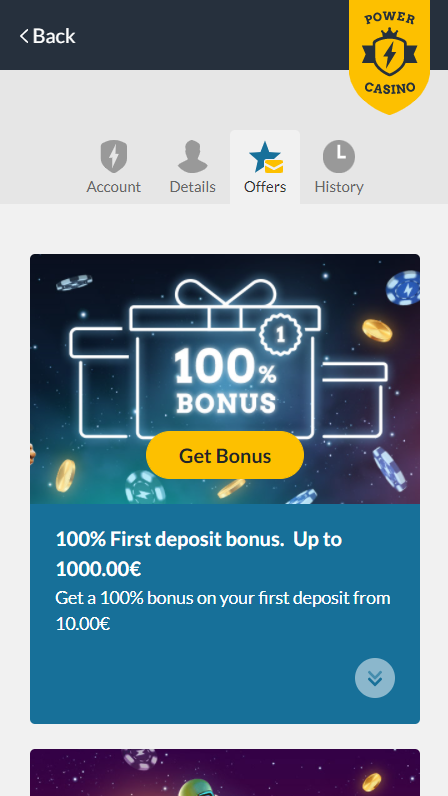 Back
POWER
CASINO
Account
Details
Offers
History
1
100%
BONUS
Get Bonus
100% First deposit bonus.  Up to
1000.00€
Get a 100% bonus on your first deposit from
10.00€